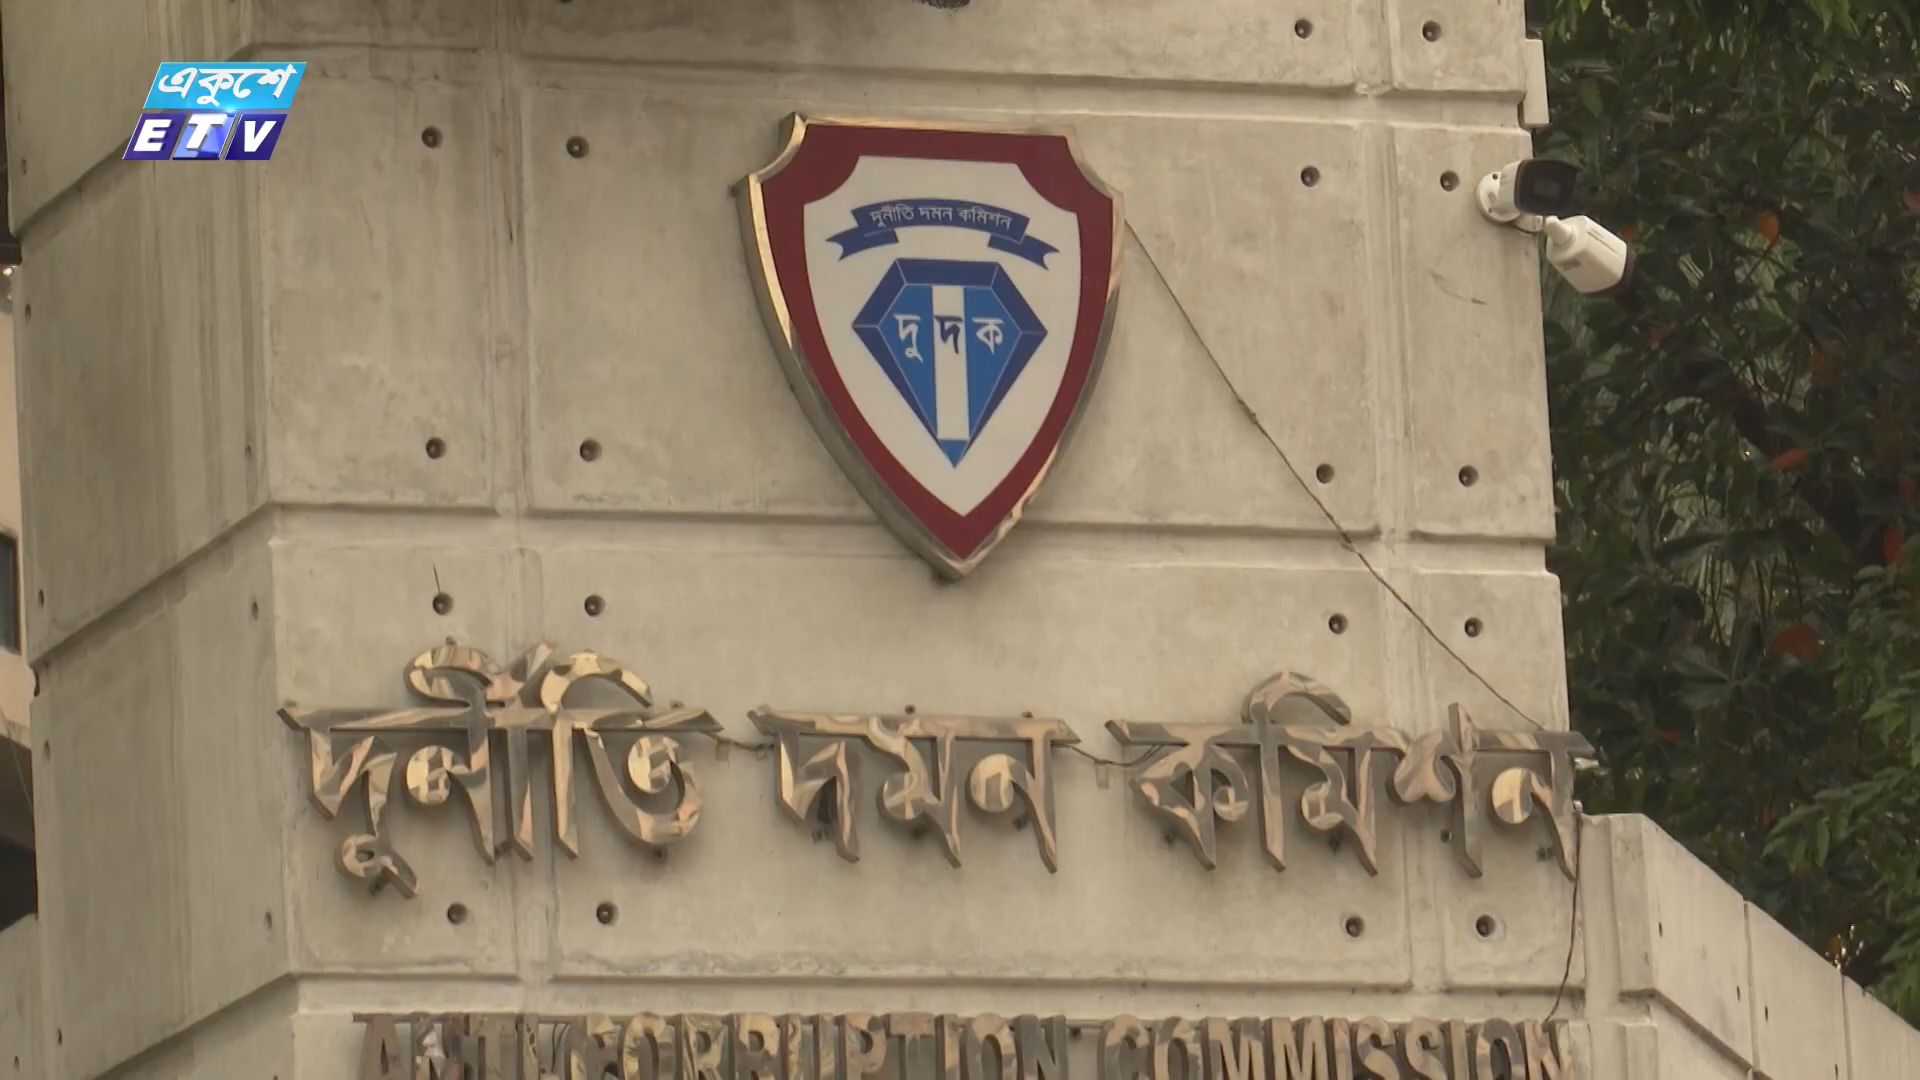 একুশে
ETV
দুর্নীতি দমন কমিশন
দুদক
দুর্নীতি দমন কমিশন
ANTI-CORRUPTION COMMISSION